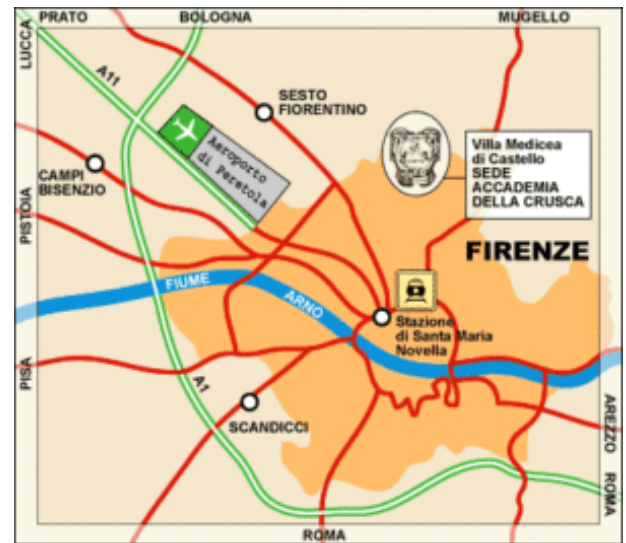 PRATO
BOLOGNA
MUGELLO
LUCCA
A11
SESTO
FIORENTINO
Aeroporto
di Peretola
CAMPI
BISENZIO
Villa Medicea
di Castello
SEDE
ACCADEMIA
DELLA CRUSCA
PISTOIA
FIRENZE
FIUME
ARNO
Stazione
di Santa Maria
Novella
PISA
A1
SCANDICCI
AREZZO
ROMA
ROMA